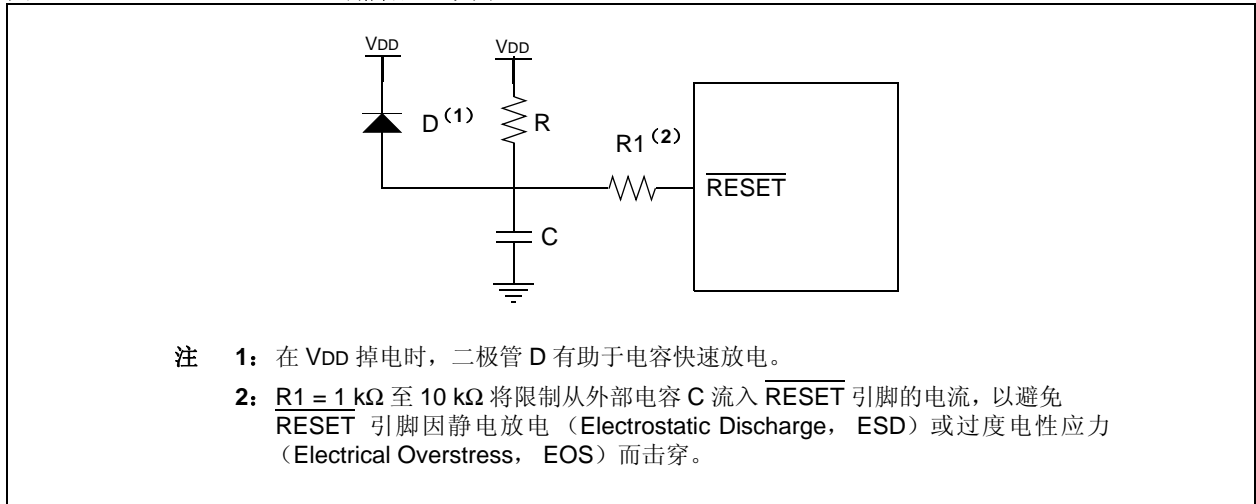 VDD VDD
D（1） R
R1（2）
RESET
C
注 1：在 VDD 掉电时，二极管 D 有助于电容快速放电。
2：R1 = 1 kΩ 至 10 kΩ 将限制从外部电容 C 流入 RESET 引脚的电流，以避免
RESET 引脚因静电放电（Electrostatic Discharge， ESD）或过度电性应力
（Electrical Overstress， EOS）而击穿。